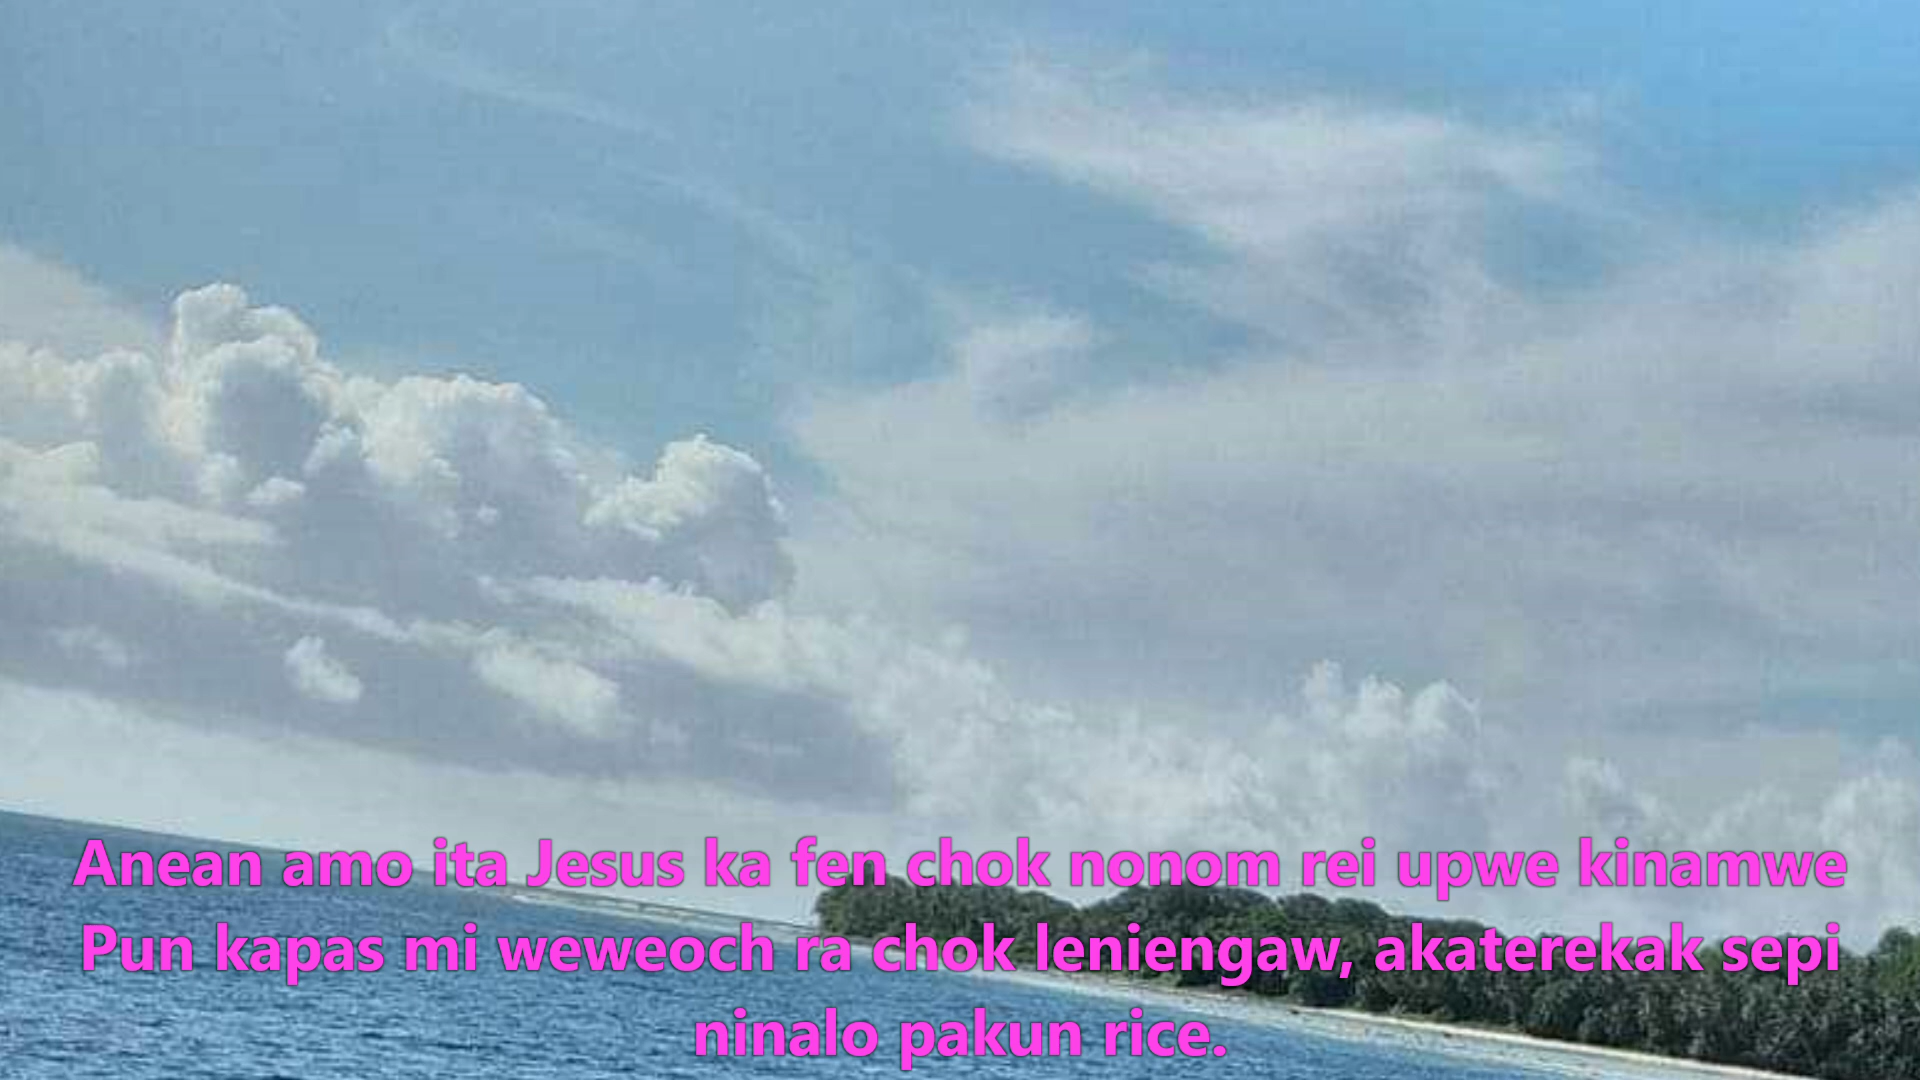 Anean amo ita Jesus ka fen chok nonom rei upwe kinamwe
Pun kapas mi weweoch ra chok leniengaw, akaterekak sepi
ninalo pakun rice.